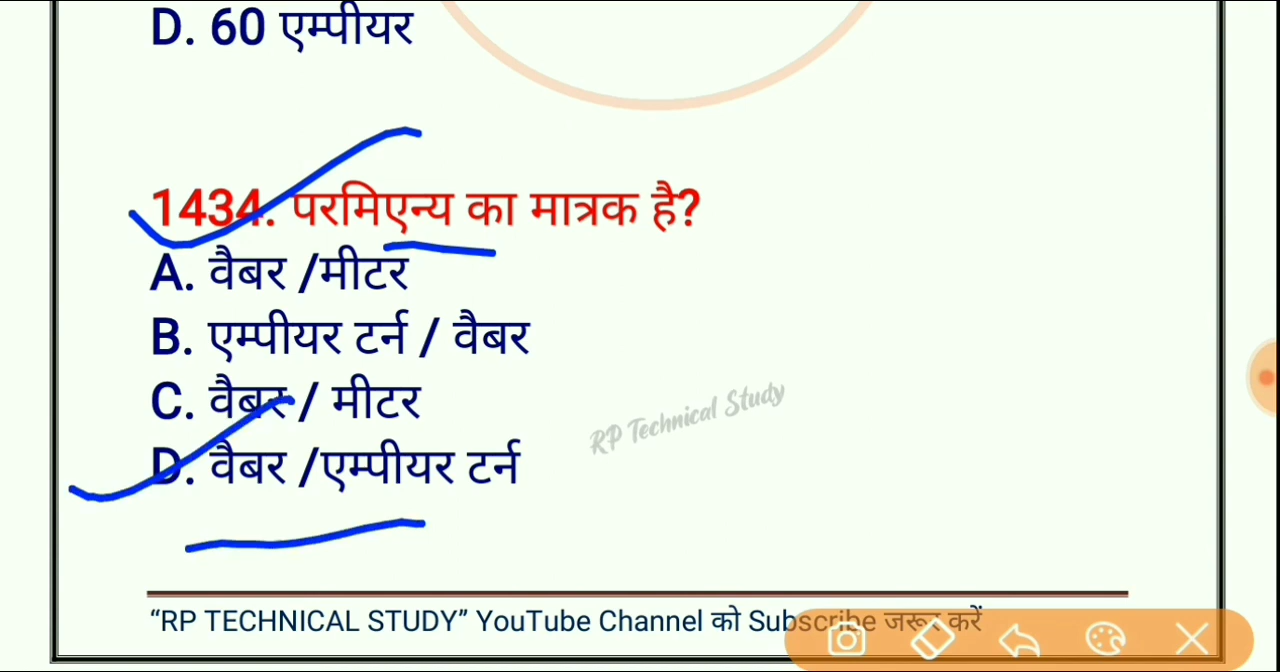 D. 60 एम्पीयर
1434. परमिएन्य का मात्रक है?
A. वैबर /मीटर
B. एम्पीयर टर्न / वैबर
C. वैबर / मीटर
D. वैबर /एम्पीयर टर्न
RP Technical Study
“RP TECHNICAL STUDY” YouTube Channel को Subscribe जरूर करें